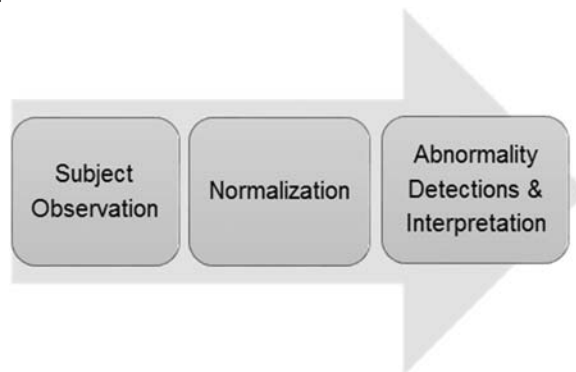 Subject
Observation
Normalization
Abnormality
Detections &
Interpretation